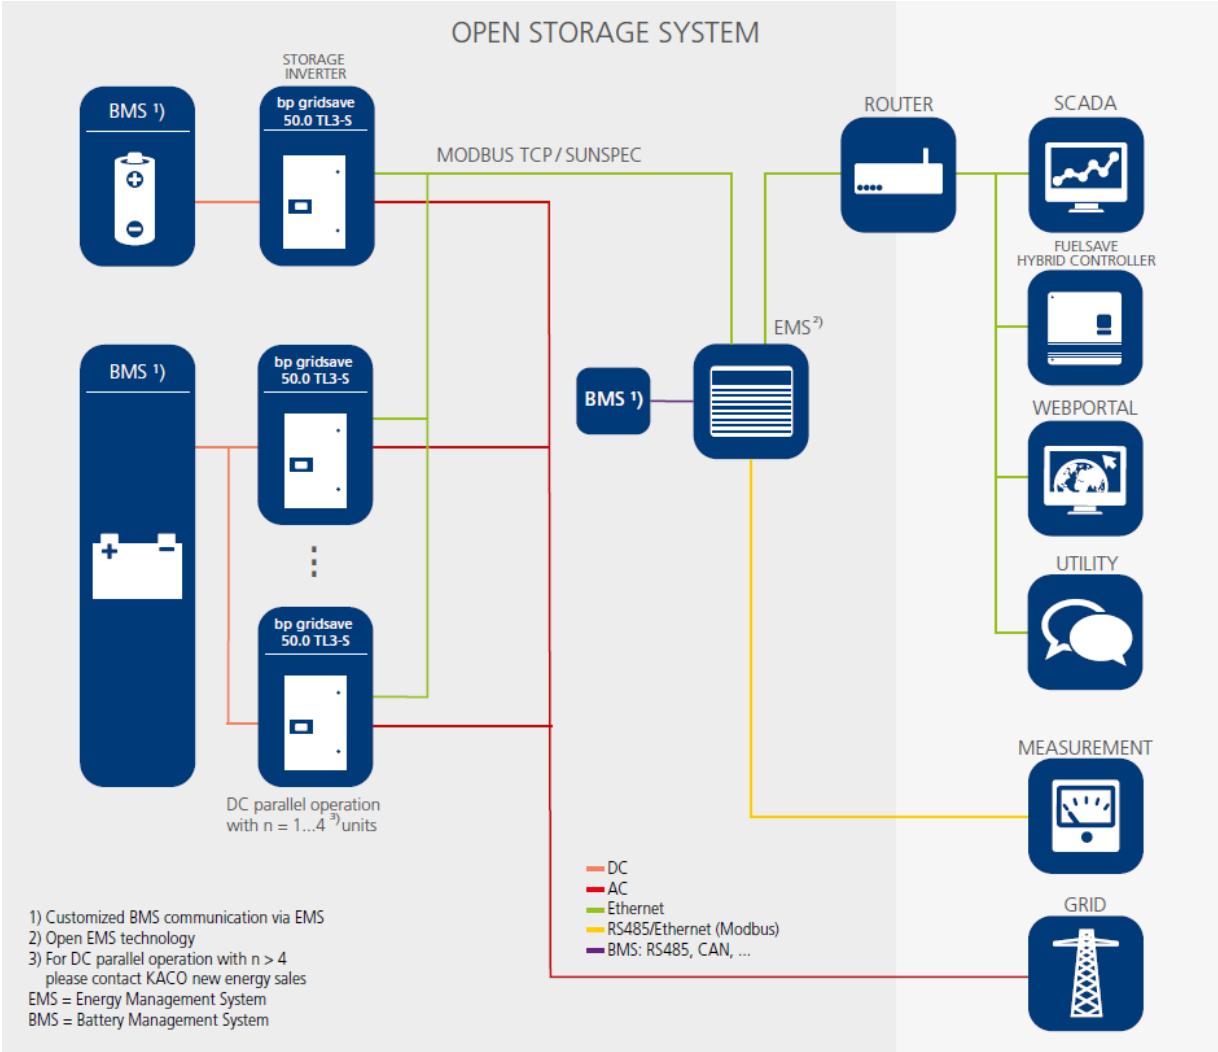 OPEN STORAGE SYSTEM
STORAGE
INVERTER
BMS ¹)
bp gridsave
50.0 TL3-S
MODBUS TCP / SUNSPEC
ROUTER
SCADA
FUELSAVE
HYBRID CONTROLLER
EMS²)
BMS ¹)
bp gridsave
50.0 TL3-S
BMS ¹)
WEBPORTAL
UTILITY
bp gridsave
50.0 TL3-S
MEASUREMENT
DC parallel operation
with n = 1...4 ³) units
DC
AC
Ethernet
RS485/Ethernet (Modbus)
BMS: RS485, CAN, ...
GRID
1) Customized BMS communication via EMS
2) Open EMS technology
3) For DC parallel operation with n > 4
please contact KACO new energy sales
EMS = Energy Management System
BMS = Battery Management System